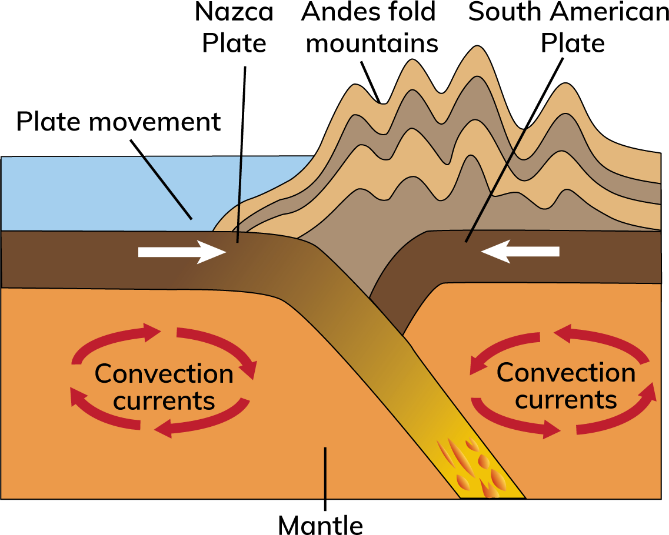 Nazca
Plate
Andes fold
mountains
South American
Plate
Plate movement
Convection
currents
Convection
currents
Mantle